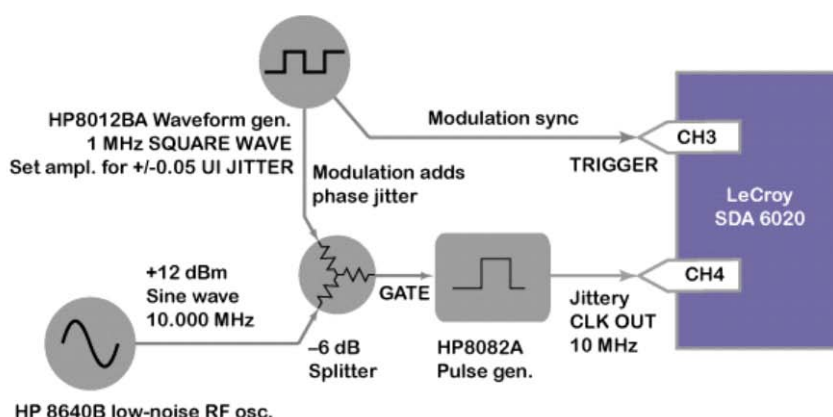 HP8012BA Waveform gen.
1 MHz SQUARE WAVE
Set ampl. for +/-0.05 UI JITTER
Modulation sync
CH3
TRIGGER
Modulation adds
phase jitter
LeCroy
SDA 6020
+12 dBm
Sine wave
10.000 MHz
GATE
CH4
Jittery
CLK OUT
10 MHz
–6 dB
Splitter
HP8082A
Pulse gen.
HP 8640B low-noise RF osc.